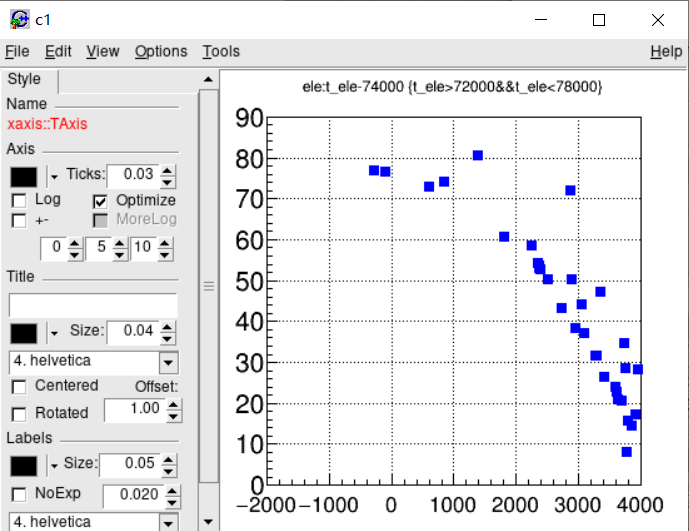 c1
File Edit View Options Tools Help
Style
Name
xaxis::TAxis
Axis
Ticks: 0.03
Log Optimize
+- MoreLog
0 5 10
Title
Size: 0.04
4. helvetica
Centered Offset:
Rotated 1.00
Labels
Size: 0.05
NoExp 0.020
4. helvetica
ele:t_ele-74000 {t_ele>72000&&t_ele<78000}
90
80
70
60
50
40
30
20
10
0
−2000 −1000 0 1000 2000 3000 4000